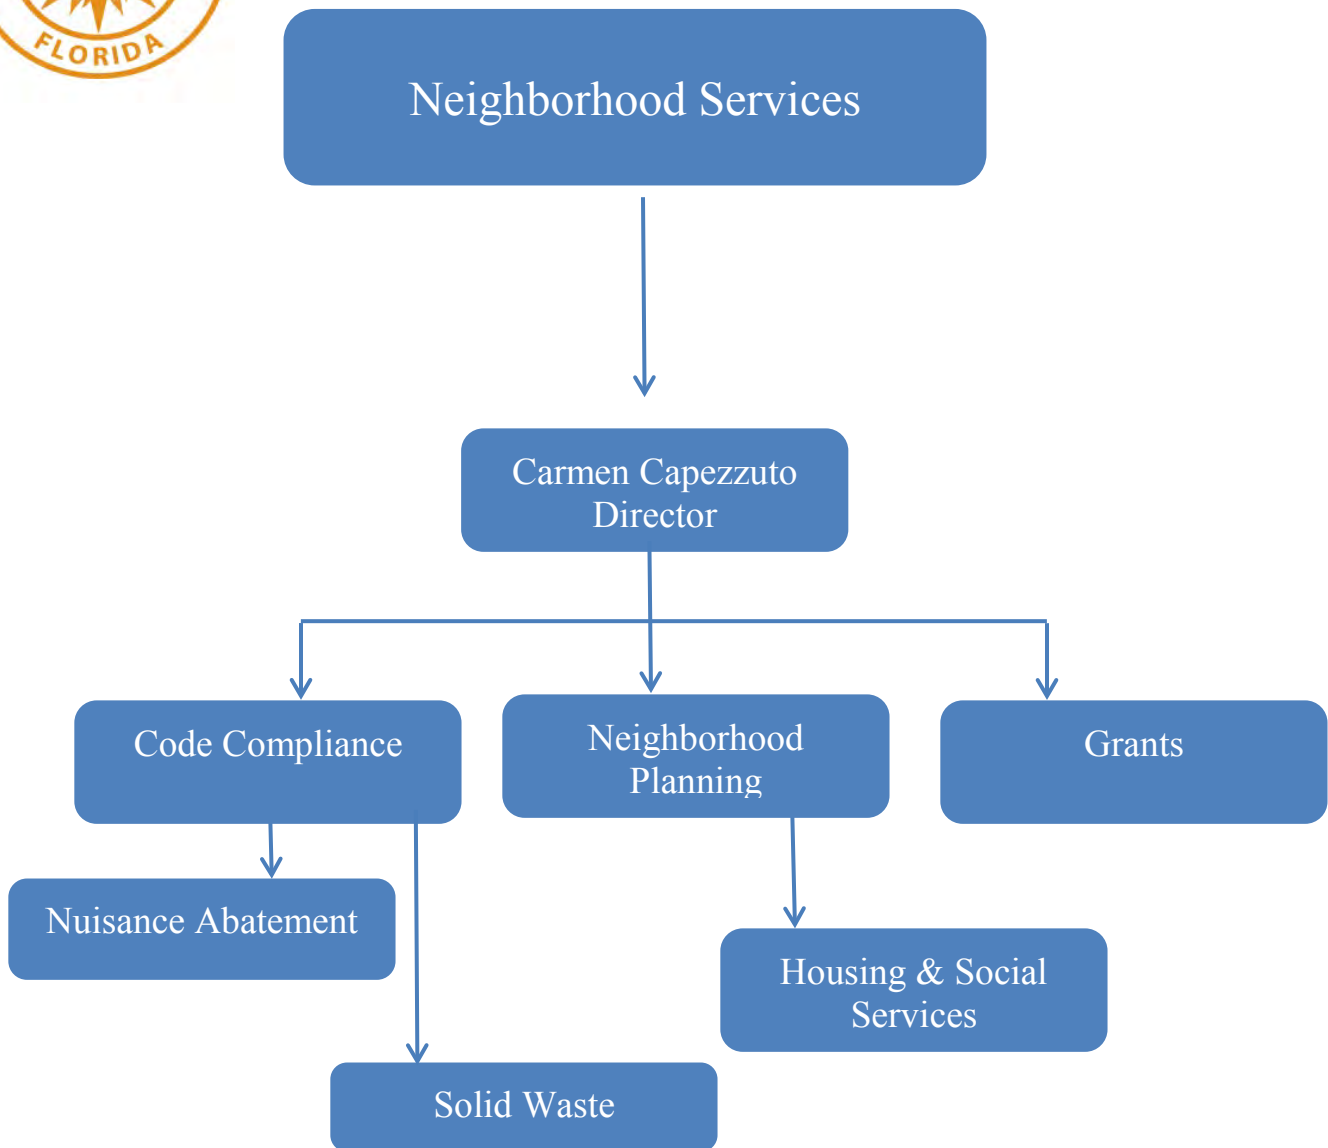 FLORIDA
Neighborhood Services
Carmen Capezzuto
Director
Code Compliance
Neighborhood
Planning
Grants
Nuisance Abatement
Housing & Social
Services
Solid Waste